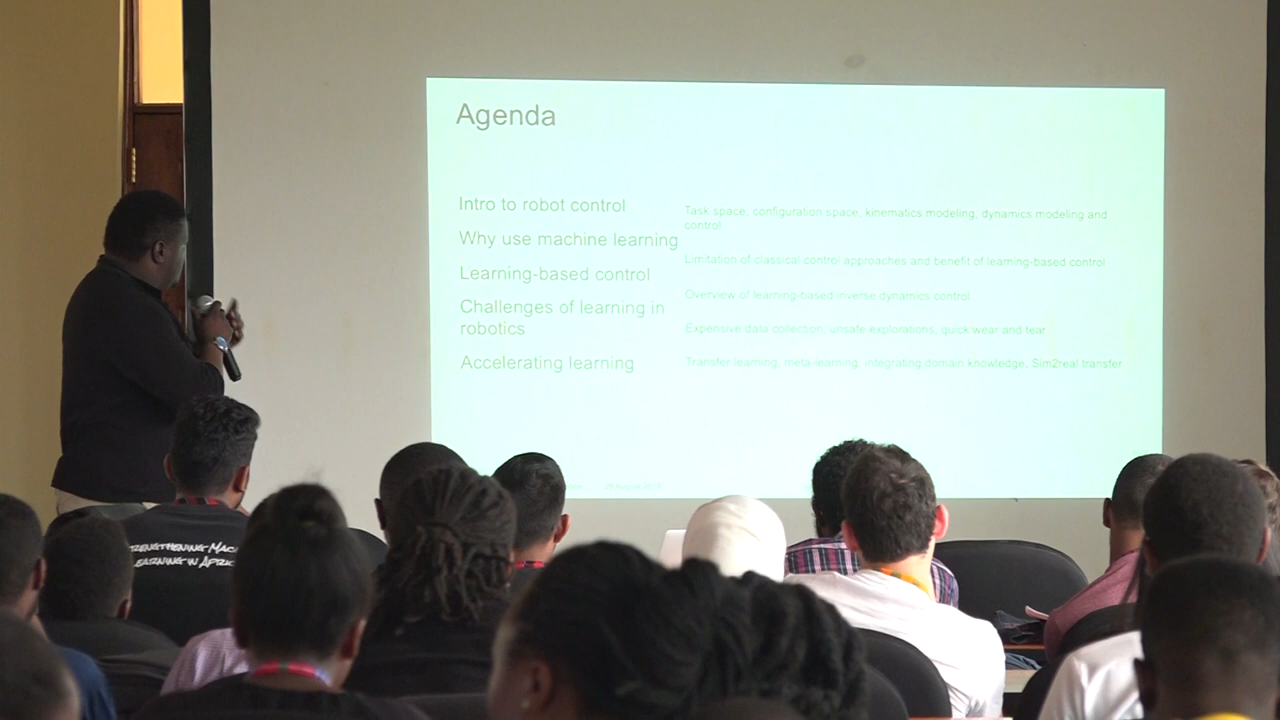 Agenda
Intro to robot control
Task space, configuration space, kinematics modeling, dynamics modeling and
control
Why use machine learning
Limitation of classical control approaches and benefit of learning-based control
Learning-based control
Overview of learning-based inverse dynamics control
Challenges of learning in
robotics
Expensive data collection, unsafe explorations, quick wear and tear
Accelerating learning
Transfer learning, meta-learning, integrating domain knowledge, Sim2real transfer